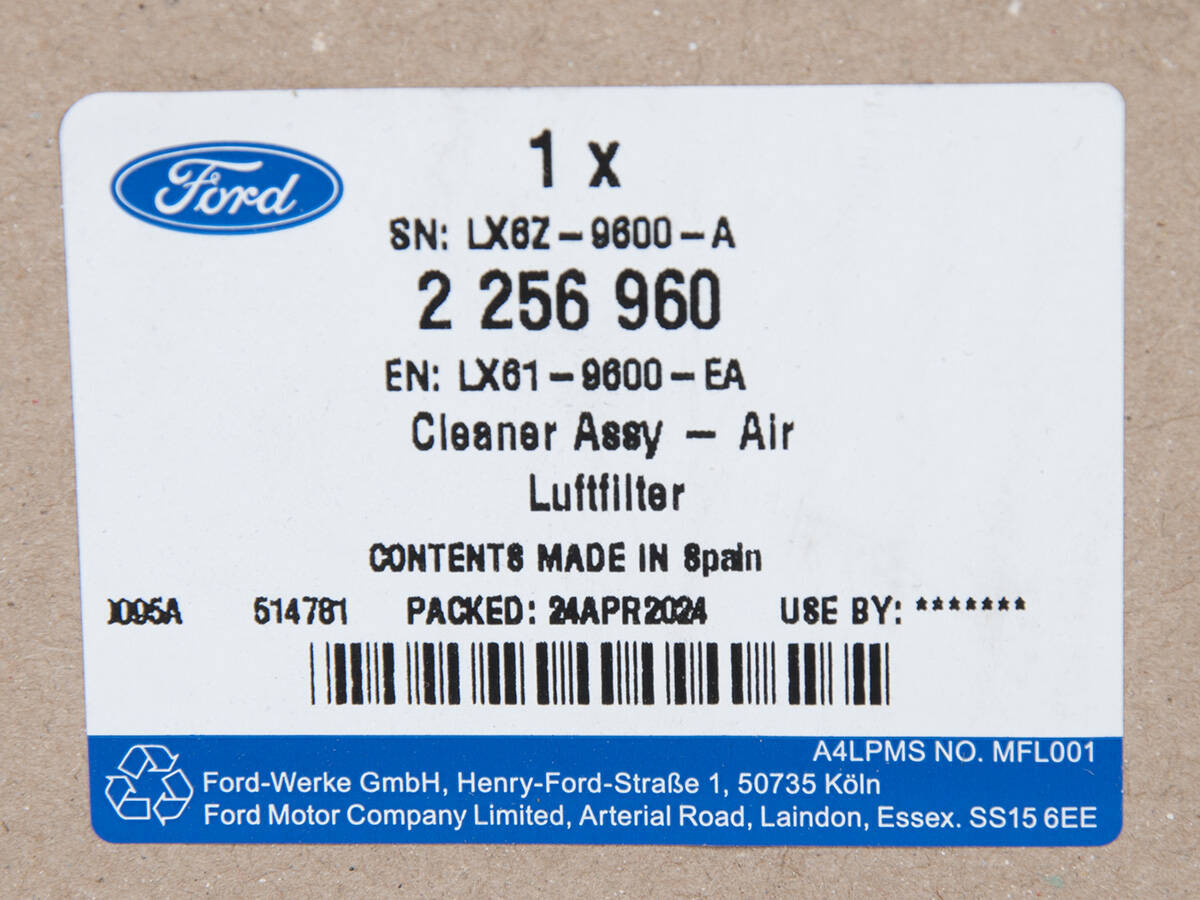 Ford
1 x
SN: LX6Z-9600-A
2 256 960
EN: LX61-9600-EA
Cleaner Assy - Air
Luftfilter
CONTENTS MADE IN Spain
514781 PACKED: 24APR2024 USE BY: *******
A4LPMS NO. MFL001
Ford-Werke GmbH, Henry-Ford-Straße 1, 50735 Köln
Ford Motor Company Limited, Arterial Road, Laindon, Essex. SS15 6EE